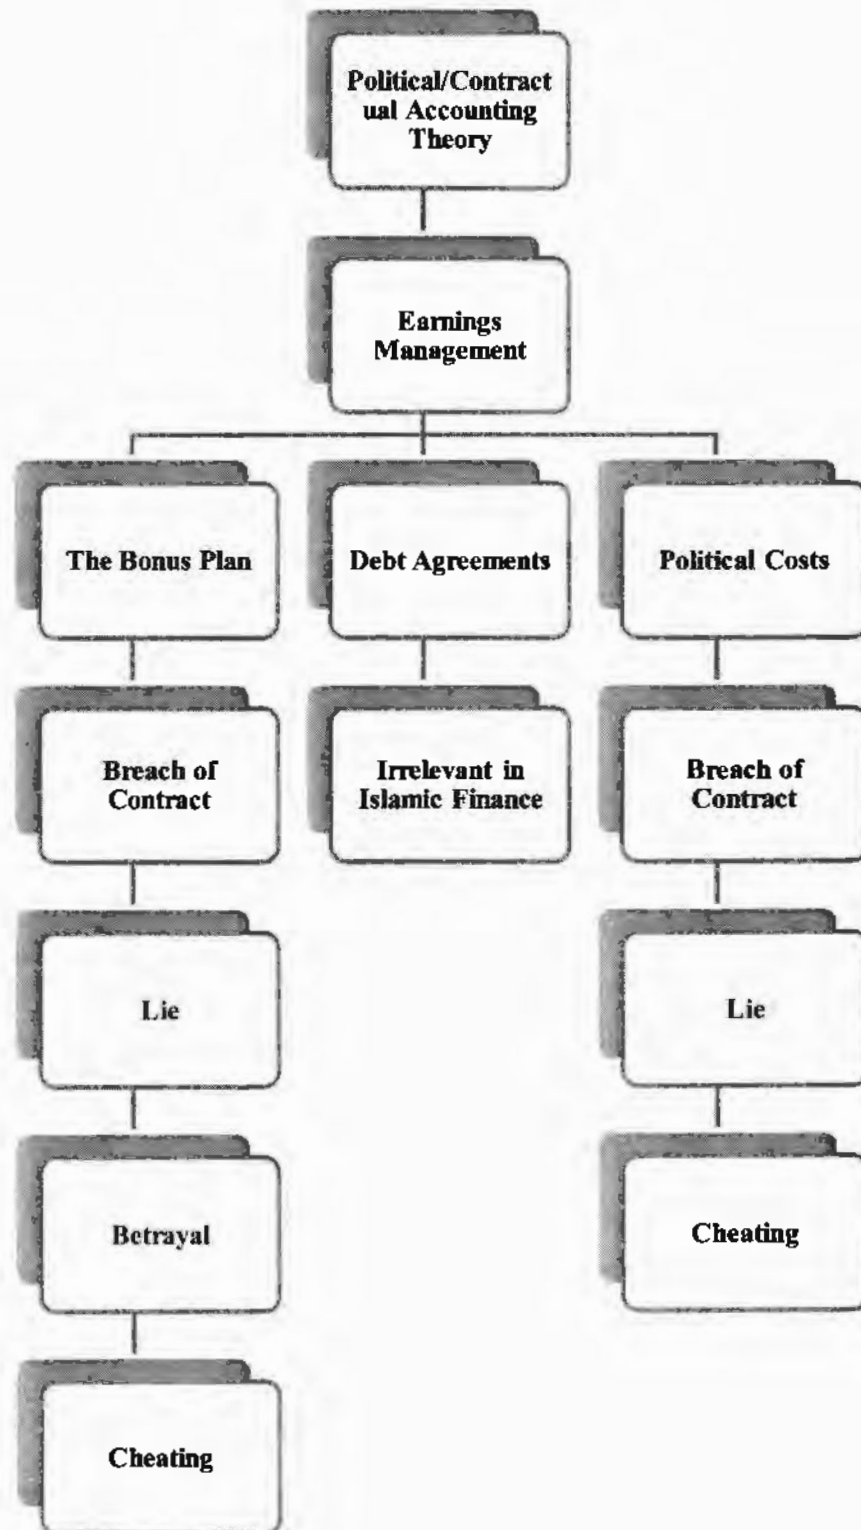 Political/Contract
ual Accounting
Theory
Earnings
Management
The Bonus Plan
Debt Agreements
Political Costs
Breach of
Contract
Irrelevant in
Islamic Finance
Breach of
Contract
Lie
Lie
Betrayal
Cheating
Cheating